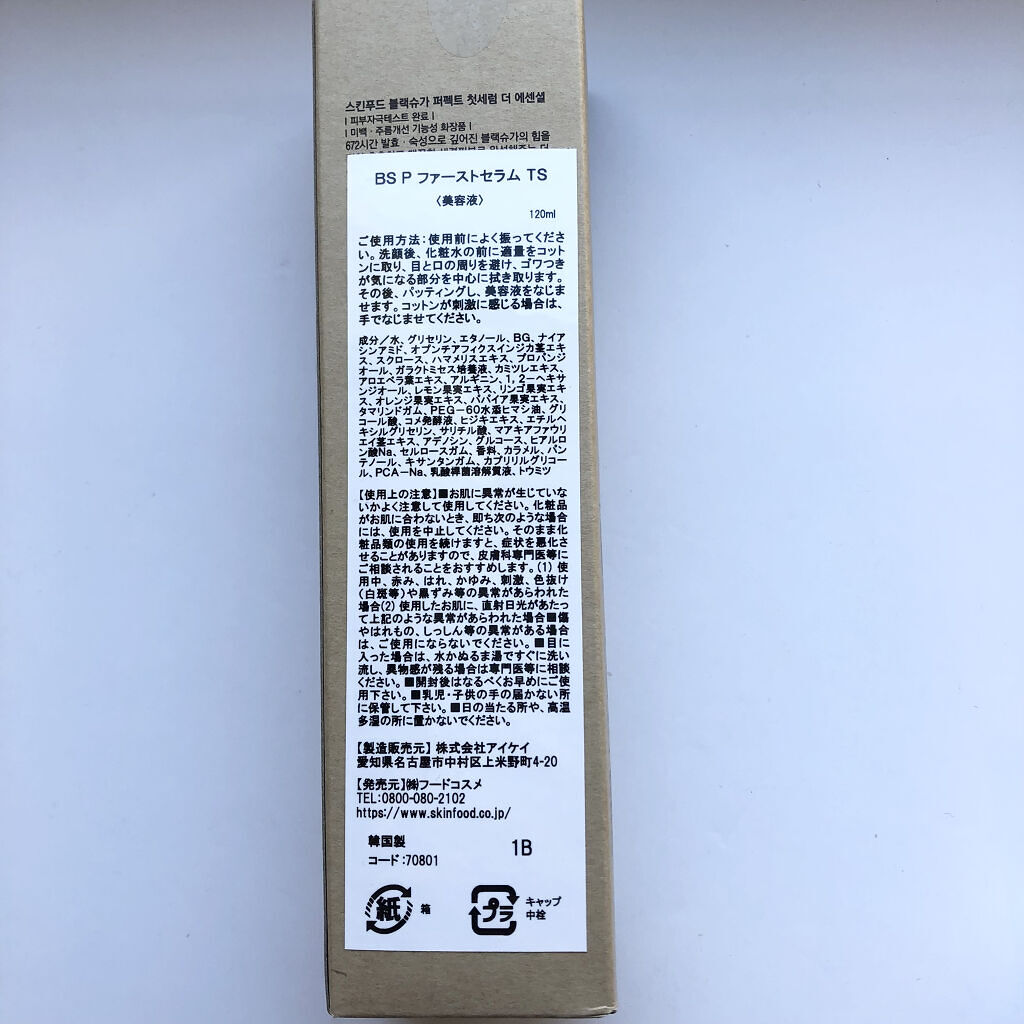 스킨푸드 블랙슈가 퍼펙트 첫세럼 더 에센셜
| 피부자극테스트 완료 |
| 미백·주름개선 기능성 화장품 |
672시간 발효·숙성으로 깊어진 블랙슈가의 힘을
BS P ファーストセラム TS
〈美容液〉
120ml
ご使用方法：使用前によく振ってくださ
い。洗顔後、化粧水の前に適量をコット
ンに取り、目と口の周りを避け、ゴワつき
が気になる部分を中心に拭き取ります。
その後、パッティングし、美容液をなじま
せます。コットンが刺激に感じる場合は、
手でなじませてください。
成分／水、グリセリン、エタノール、BG、ナイア
シンアミド、オプンチアフィクスインジカ茎エキ
ス、スクロース、ハマメリスエキス、プロパンジ
オール、ガラクトミセス培養液、カミツレエキス、
アロエベラ葉エキス、アルギニン、1，2－ヘキサ
ンジオール、レモン果実エキス、リンゴ果実エキ
ス、オレンジ果実エキス、パパイア果実エキス、
タマリンドガム、PEG－60水添ヒマシ油、グリ
コール酸、コメ発酵液、ヒジキエキス、エチルヘ
キシルグリセリン、サリチル酸、マアキアファウリ
エイ茎エキス、アデノシン、グルコース、ヒアルロ
ン酸Na、セルロースガム、香料、カラメル、パン
テノール、キサンタンガム、カプリリルグリコー
ル、PCA－Na、乳酸桿菌溶解質液、トウミツ
【使用上の注意】■お肌に異常が生じていな
いかよく注意して使用してください。化粧品
がお肌に合わないとき、即ち次のような場合
には、使用を中止してください。そのまま化
粧品類の使用を続けますと、症状を悪化さ
せることがありますので、皮膚科専門医等に
ご相談されることをおすすめします。（1）使
用中、赤み、はれ、かゆみ、刺激、色抜け
（白斑等）や黒ずみ等の異常があらわれた
場合（2）使用したお肌に、直射日光があたっ
て上記のような異常があらわれた場合■傷
やはれもの、しっしん等の異常がある場合
は、ご使用にならないでください。■目に
入った場合は、水かぬるま湯ですぐに洗い
流し、異物感が残る場合は専門医等に相談
ください。■開封後はなるべくお早めにご使
用下さい。■乳児・子供の手の届かない所
に保管して下さい。■日の当たる所や、高温
多湿の所に置かないでください。
【製造販売元】株式会社アイケイ
愛知県名古屋市中村区上米野町4-20
【発売元】㈱フードコスメ
TEL:0800-080-2102
https://www.skinfood.co.jp/
韓国製
コード:70801
1B
紙
箱
プラ
キャップ
中栓